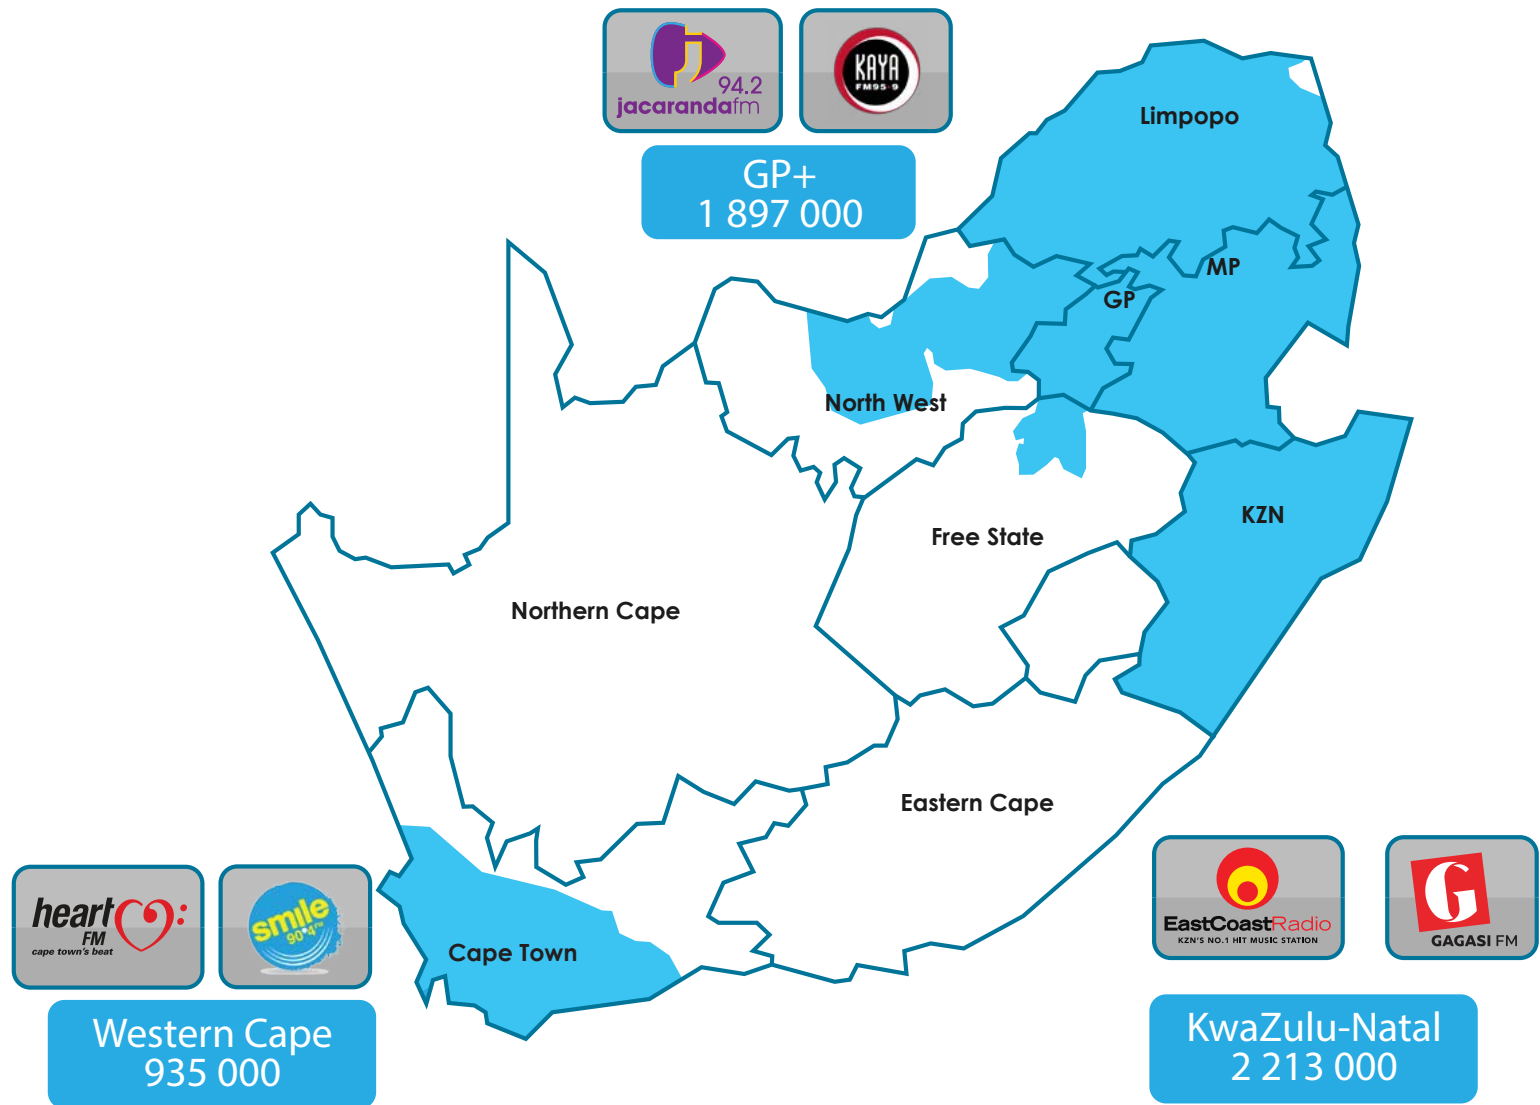 94.2
jacarandafm
KAYA
FM95·9
GP+
1 897 000
Limpopo
MP
GP
North West
KZN
Free State
Northern Cape
Eastern Cape
Cape Town
heart
FM
cape town's beat
smile
90•4FM
Western Cape
935 000
EastCoastRadio
KZN'S NO.1 HIT MUSIC STATION
G
GAGASI FM
KwaZulu-Natal
2 213 000